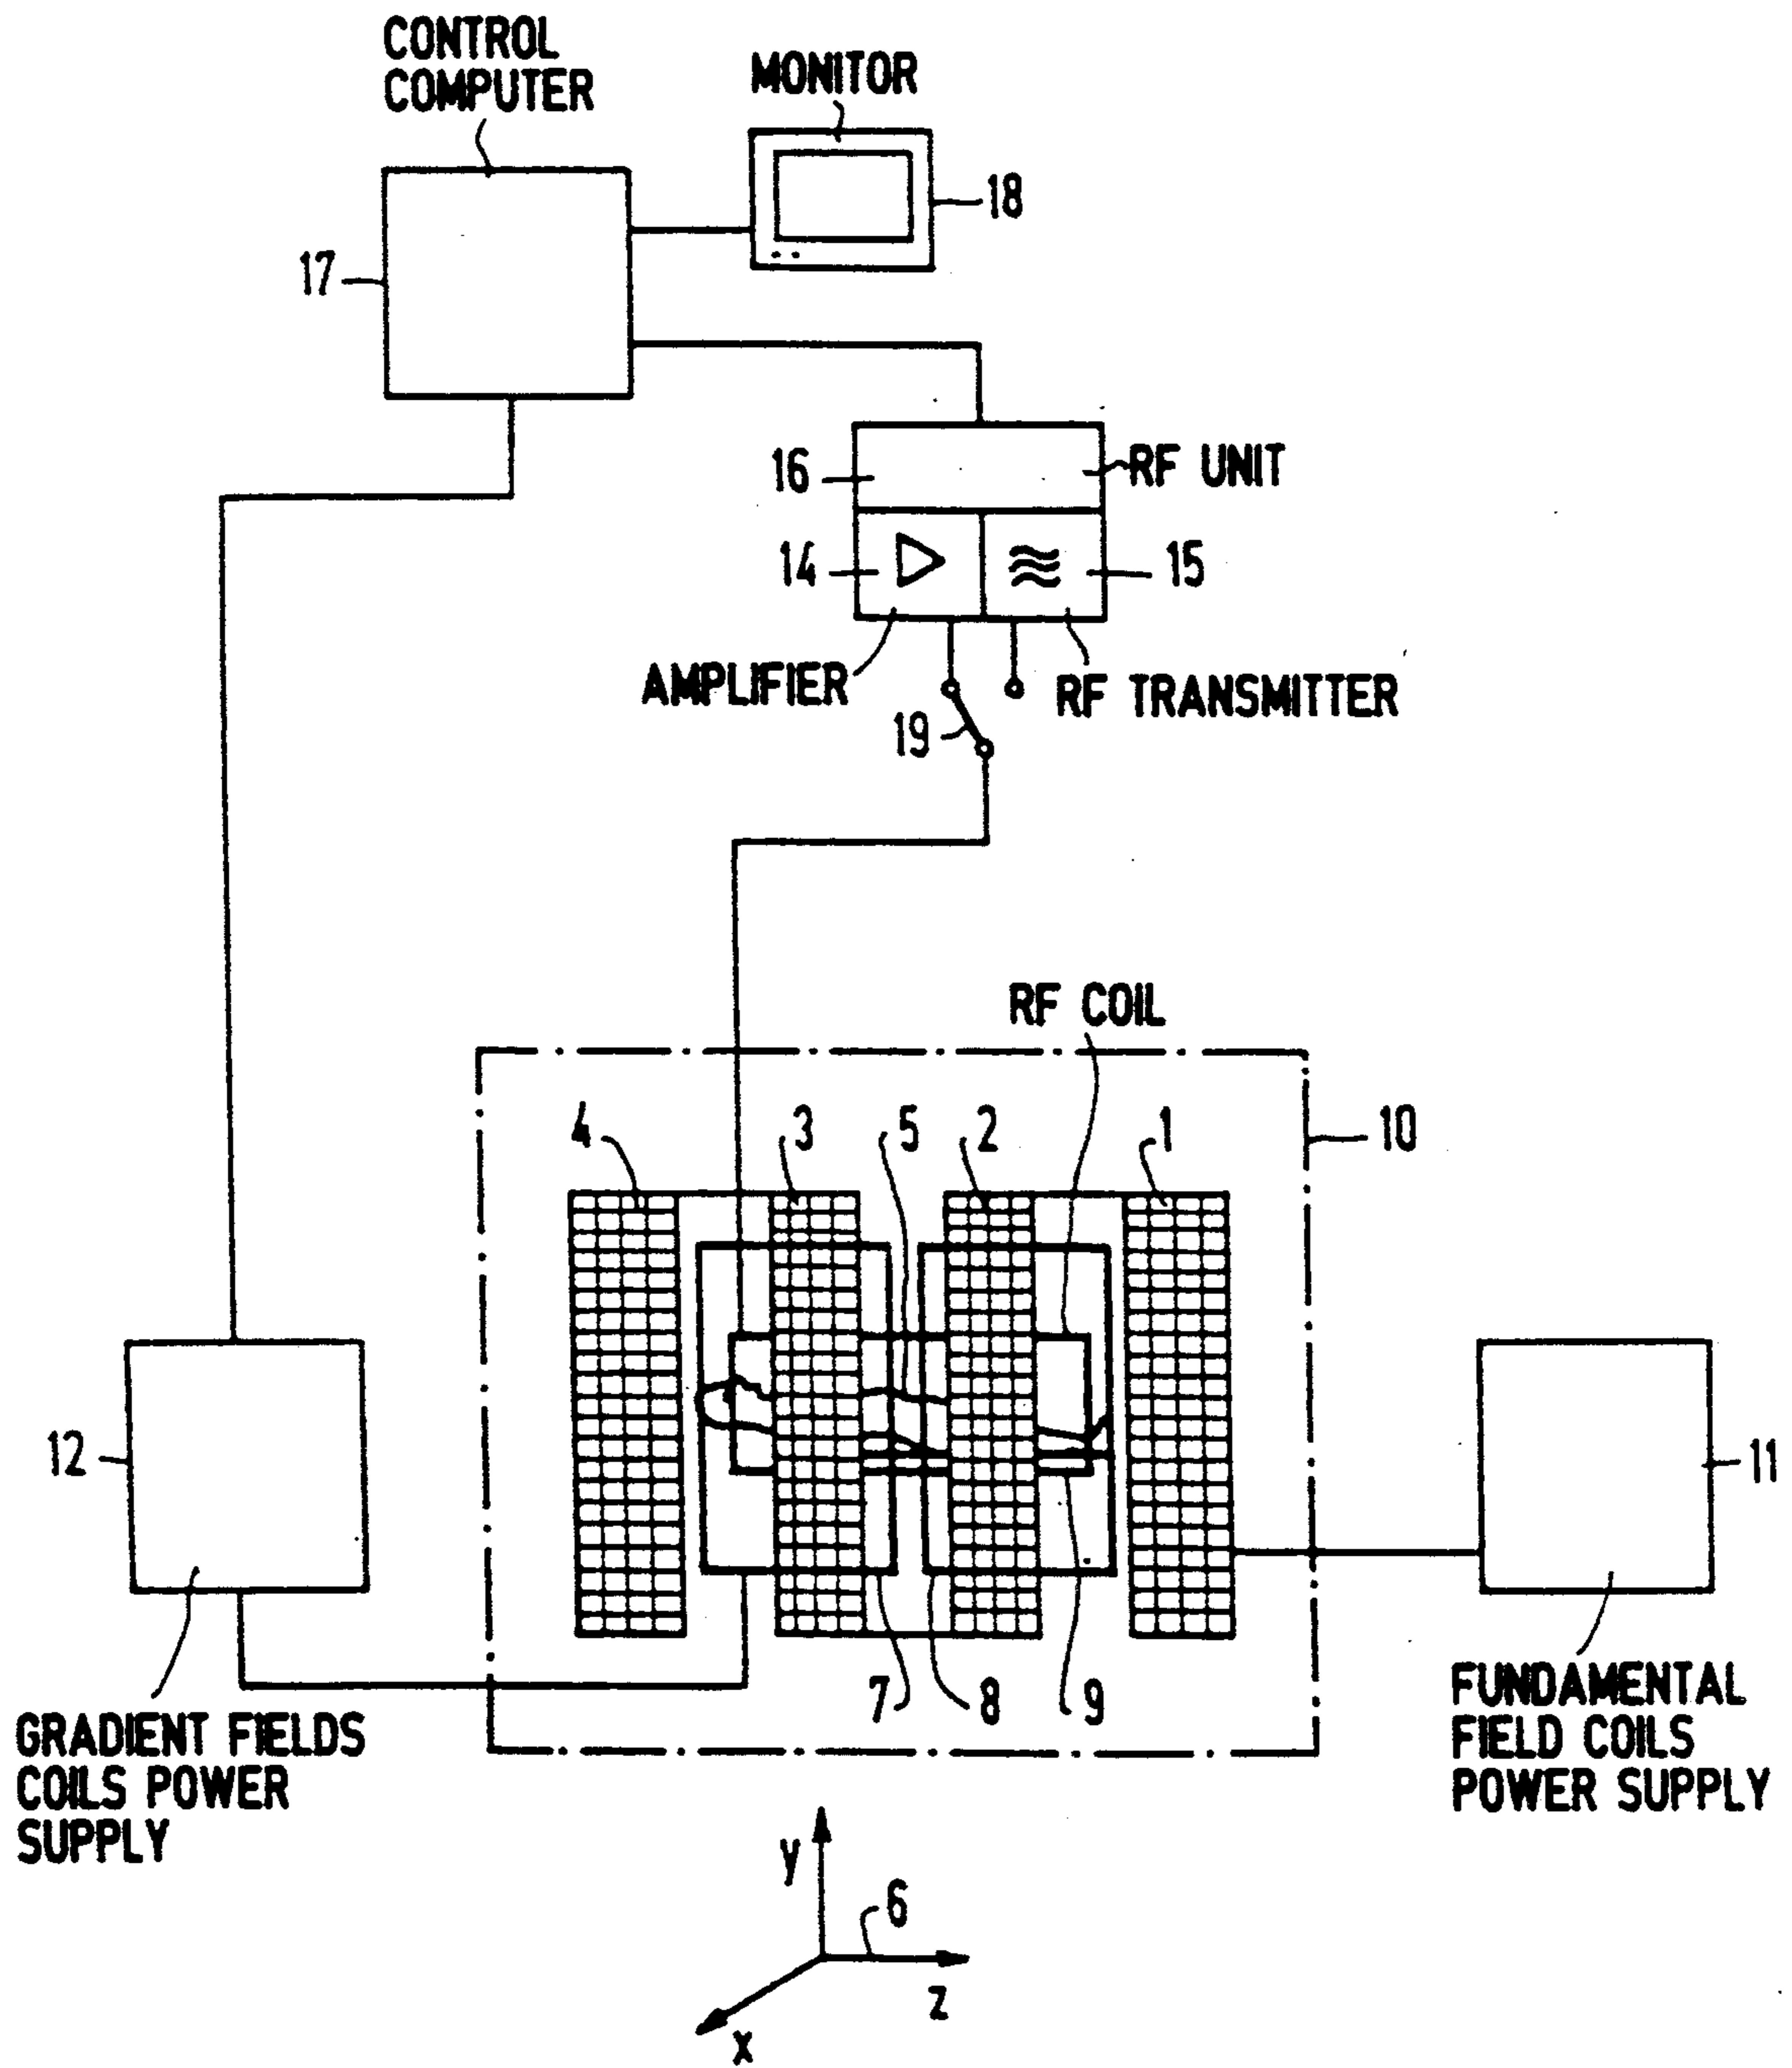 CONTROL
COMPUTER
MONITOR
18
17
16
RF UNIT
14
15
AMPLIFIER
RF TRANSMITTER
19
RF COIL
4
3
5
2
1
10
12
11
7
8
9
GRADIENT FIELDS
COILS POWER
SUPPLY
FUNDAMENTAL
FIELD COILS
POWER SUPPLY
y
6
z
x